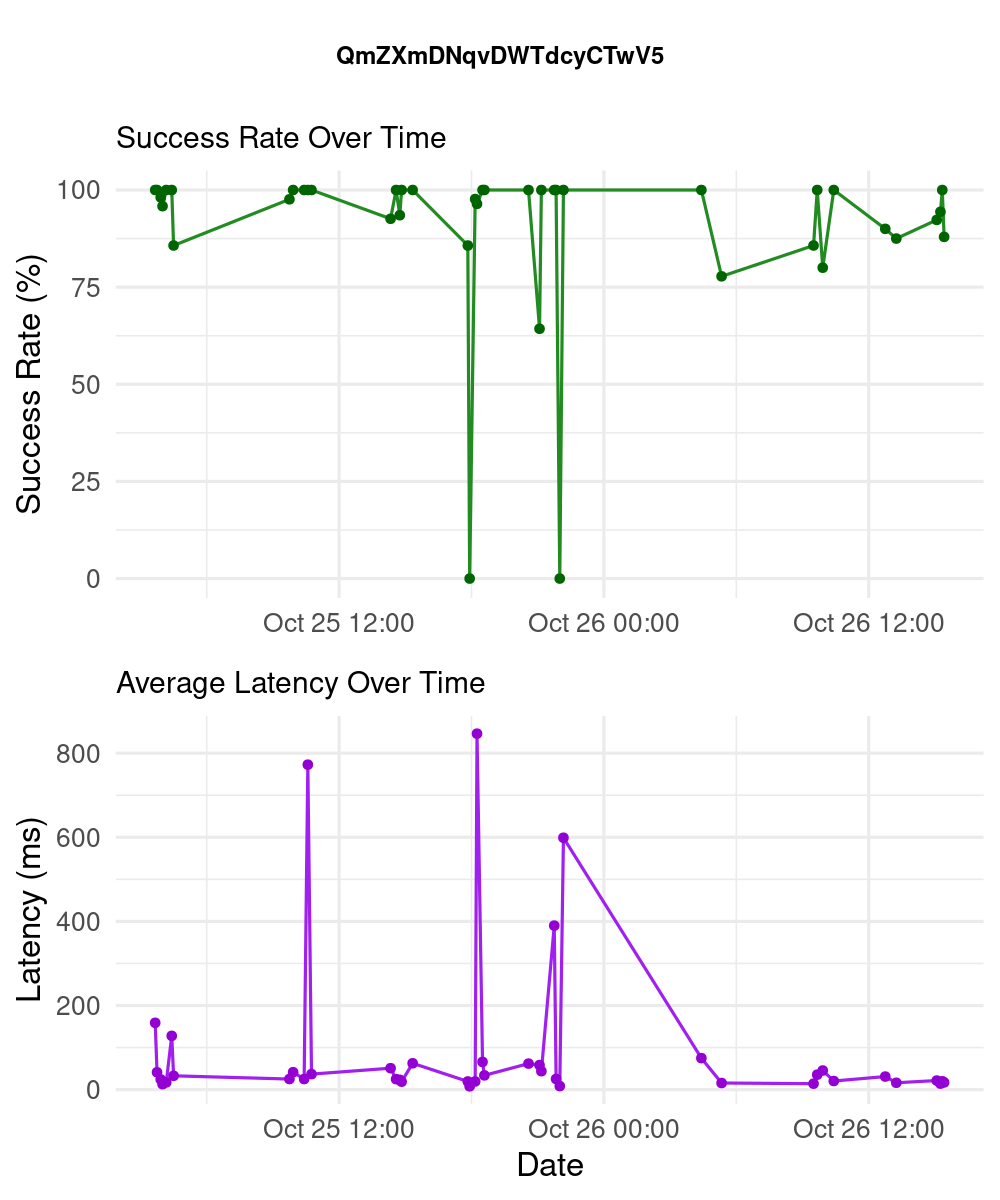 QmZXmDNqvDWTdcyCTwV5
Success Rate Over Time
100
75
50
25
0
Success Rate (%)
Oct 25 12:00 Oct 26 00:00 Oct 26 12:00
Average Latency Over Time
800
600
400
200
0
Latency (ms)
Oct 25 12:00 Oct 26 00:00 Oct 26 12:00
Date